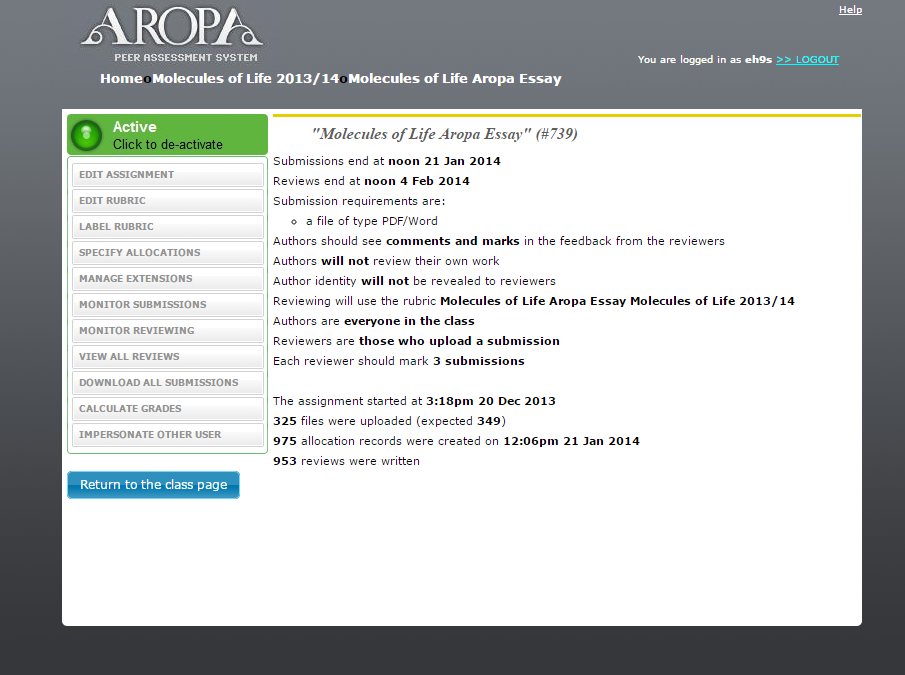 AROPA
PEER ASSESSMENT SYSTEM
Help
You are logged in as eh9s >> LOGOUT
Home Molecules of Life 2013/14 Molecules of Life Aropa Essay
Active
Click to de-activate
EDIT ASSIGNMENT
EDIT RUBRIC
LABEL RUBRIC
SPECIFY ALLOCATIONS
MANAGE EXTENSIONS
MONITOR SUBMISSIONS
MONITOR REVIEWING
VIEW ALL REVIEWS
DOWNLOAD ALL SUBMISSIONS
CALCULATE GRADES
IMPERSONATE OTHER USER
Return to the class page
"Molecules of Life Aropa Essay" (#739)
Submissions end at noon 21 Jan 2014
Reviews end at noon 4 Feb 2014
Submission requirements are:
a file of type PDF/Word
Authors should see comments and marks in the feedback from the reviewers
Authors will not review their own work
Author identity will not be revealed to reviewers
Reviewing will use the rubric Molecules of Life Aropa Essay Molecules of Life 2013/14
Authors are everyone in the class
Reviewers are those who upload a submission
Each reviewer should mark 3 submissions
The assignment started at 3:18pm 20 Dec 2013
325 files were uploaded (expected 349)
975 allocation records were created on 12:06pm 21 Jan 2014
953 reviews were written